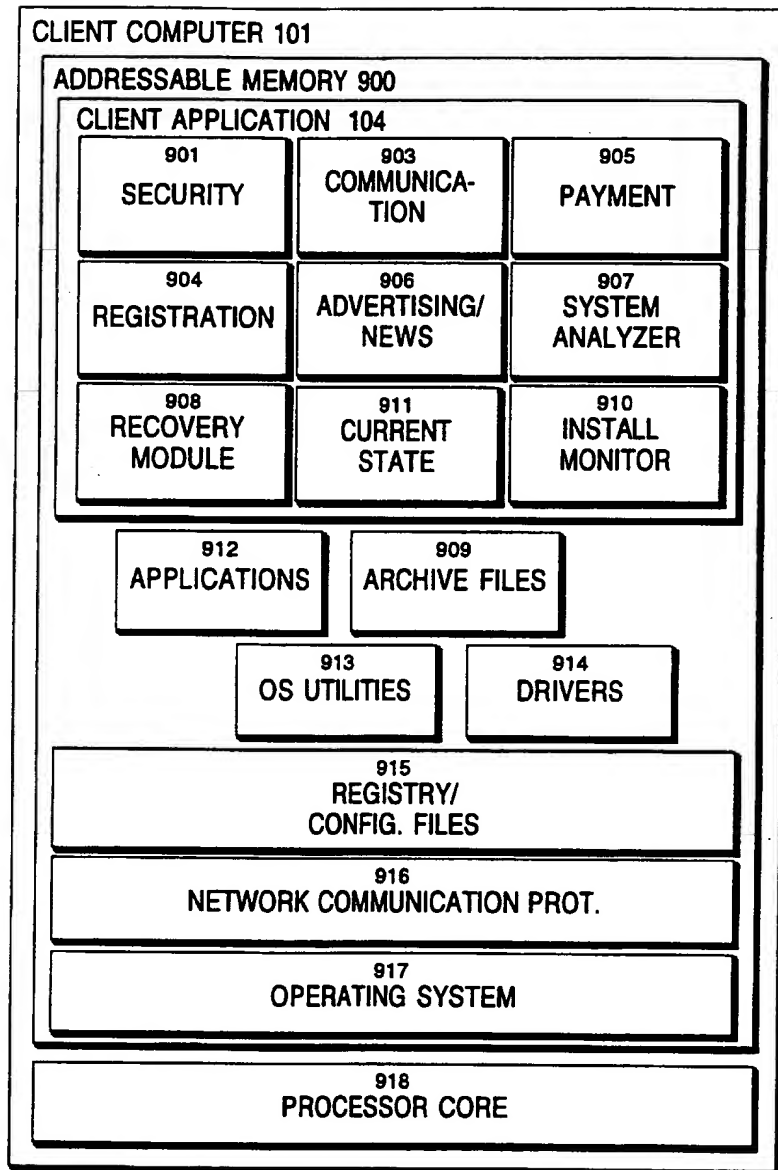 CLIENT COMPUTER 101
ADDRESSABLE MEMORY 900
CLIENT APPLICATION 104
901
SECURITY
903
COMMUNICA-
TION
905
PAYMENT
904
REGISTRATION
906
ADVERTISING/
NEWS
907
SYSTEM
ANALYZER
908
RECOVERY
MODULE
911
CURRENT
STATE
910
INSTALL
MONITOR
912
APPLICATIONS
909
ARCHIVE FILES
913
OS UTILITIES
914
DRIVERS
915
REGISTRY/
CONFIG. FILES
916
NETWORK COMMUNICATION PROT.
917
OPERATING SYSTEM
918
PROCESSOR CORE